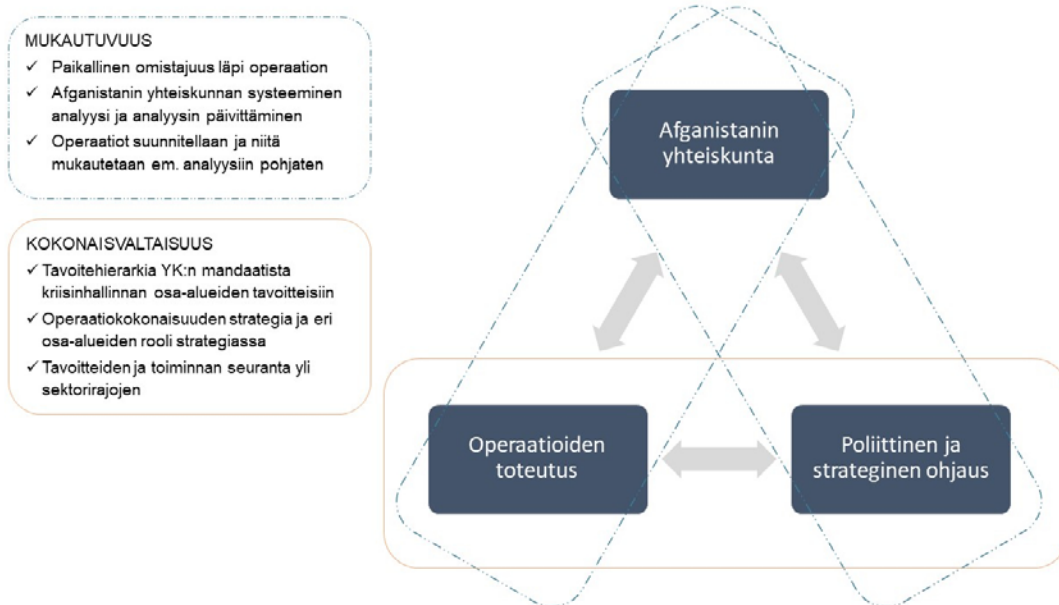 MUKAUTUVUUS
✓ Paikallinen omistajuus läpi operaation
✓ Afganistanin yhteiskunnan systeeminen
analyysi ja analyysin päivittäminen
✓ Operaatiot suunnitellaan ja niitä
mukautetaan em. analyysiin pohjaten
KOKONAISVALTAISUUS
✓ Tavoitehierarkia YK:n mandaatista
kriisinhallinnan osa-alueiden tavoitteisiin
✓ Operaatiokokonaisuuden strategia ja eri
osa-alueiden rooli strategiassa
✓ Tavoitteiden ja toiminnan seuranta yli
sektorirajojen
Afganistanin
yhteiskunta
Operaatioiden
toteutus
Poliittinen ja
strateginen ohjaus